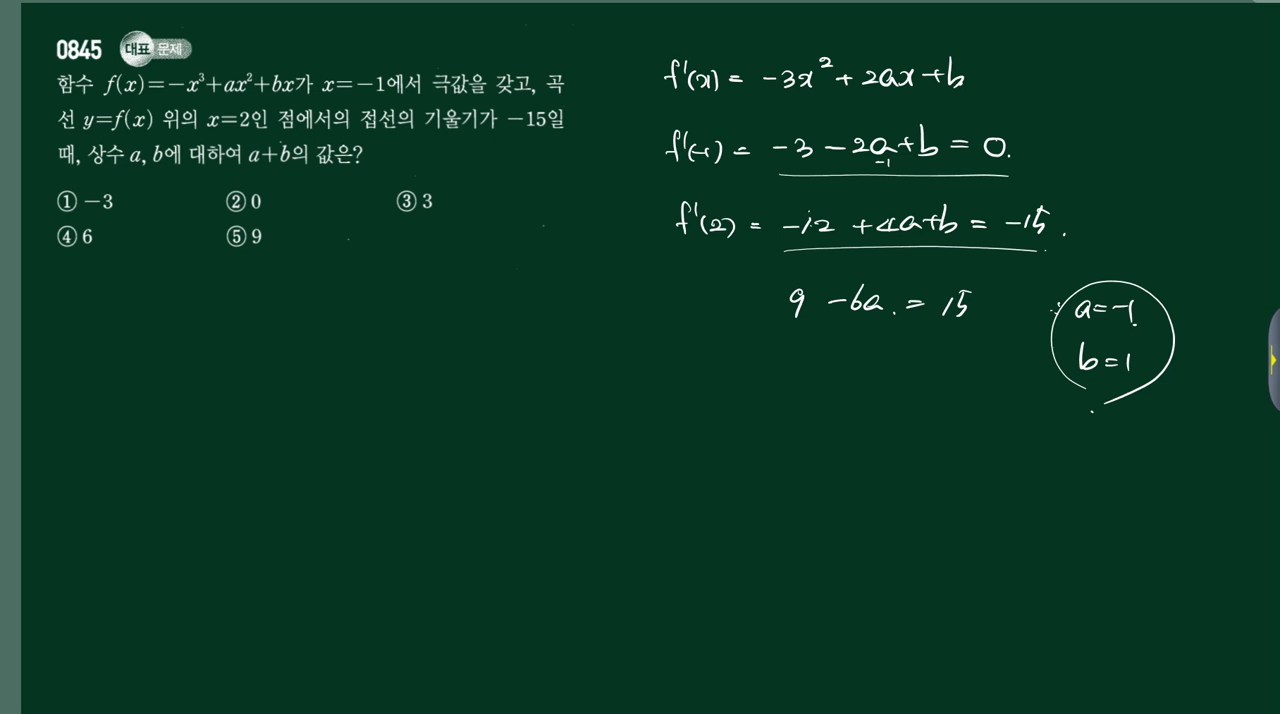 0845 대표 문제
함수 f(x)=-x³+ax²+bx가 x=-1에서 극값을 갖고, 곡
선 y=f(x) 위의 x=2인 점에서의 접선의 기울기가 -15일
때, 상수 a, b에 대하여 a+b의 값은?
① -3 ② 0 ③ 3
④ 6 ⑤ 9
f'(x) = -3x² + 2ax + b
f'(-1) = -3 - 2a + b = 0.
-1
f'(2) = -12 + 4a + b = -15.
9 - 6a. = 15
a = -1
b = 1